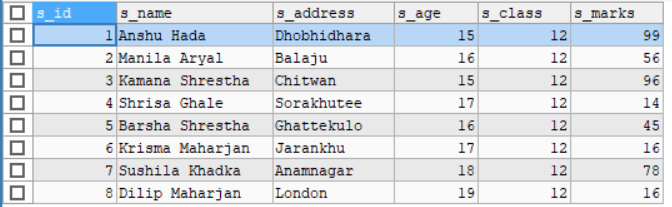 s_id s_name s_address s_age s_class s_marks
1 Anshu Hada Dhobhidhara 15 12 99
2 Manila Aryal Balaju 16 12 56
3 Kamana Shrestha Chitwan 15 12 96
4 Shrisa Ghale Sorakhutee 17 12 14
5 Barsha Shrestha Ghattekulo 16 12 45
6 Krisma Maharjan Jarankhu 17 12 16
7 Sushila Khadka Anamnagar 18 12 78
8 Dilip Maharjan London 19 12 16